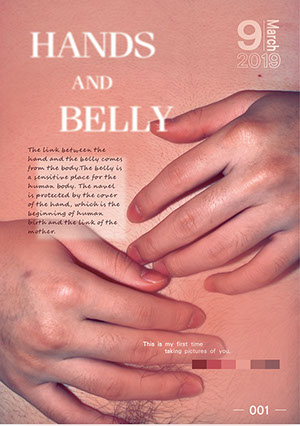 HANDS
AND
BELLY
9
March
2019
The link between the
hand and the belly comes
from the body.The belly is
a sensitive place for the
human body. The navel
is protected by the cover
of the hand, which is the
beginning of human
birth and the link of the
mother.
This is my first time
taking pictures of you.
— 001 —